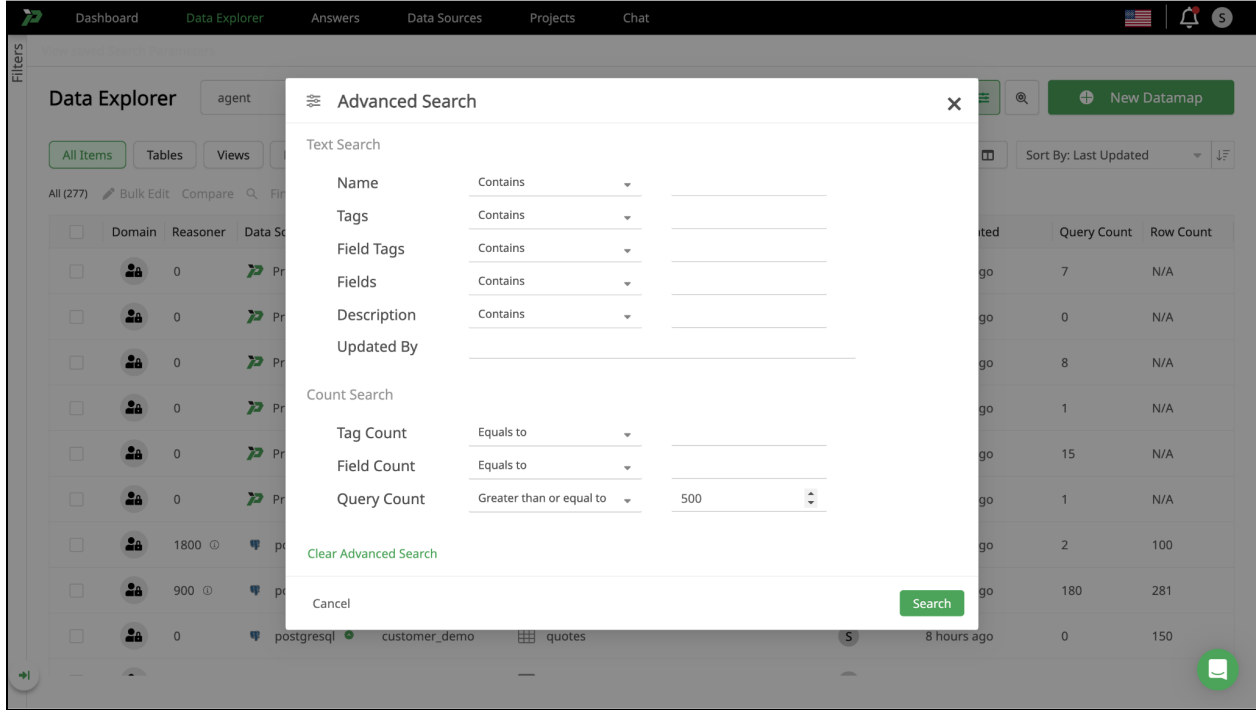 Dashboard Data Explorer Answers Data Sources Projects Chat S
Filters
Data Explorer agent New Datamap
All Items Tables Views Sort By: Last Updated
All (277) Bulk Edit Compare
Domain Reasoner Query Count Row Count
0 7 N/A
0 0 N/A
0 8 N/A
0 1 N/A
0 15 N/A
0 1 N/A
1800 2 100
900 180 281
0 postgresql customer_demo quotes S 8 hours ago 0 150
Advanced Search
Text Search
Name Contains
Tags Contains
Field Tags Contains
Fields Contains
Description Contains
Updated By
Count Search
Tag Count Equals to
Field Count Equals to
Query Count Greater than or equal to 500
Clear Advanced Search
Cancel Search